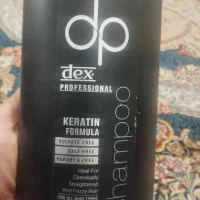 dp
dex
PROFESSIONAL
KERATIN
FORMULA
SULFATE FREE
SALT FREE
PARABEN FREE
Ideal For
Chemically
Straightened
And Frizzy Hair
FOR ALL HAIR TYPES
shampoo